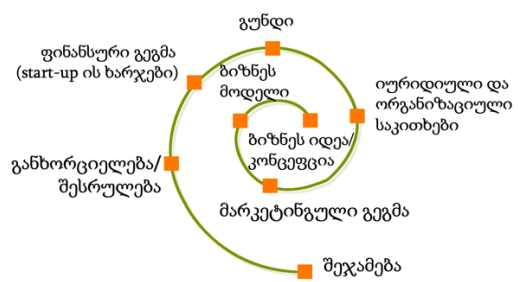 გუნდი
ფინანსური გეგმა
(start-up ის ხარჯები)
ბიზნეს
მოდელი
იურიდიული და
ორგანიზაციული
საკითხები
ბიზნეს იდეა/
კონცეფცია
განხორციელება/
შესრულება
მარკეტინგული გეგმა
შეჯამება